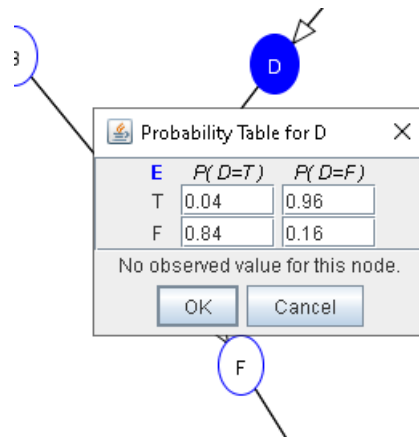 B
D
Probability Table for D
E P(D=T) P(D=F)
T 0.04 0.96
F 0.84 0.16
No observed value for this node.
OK Cancel
F